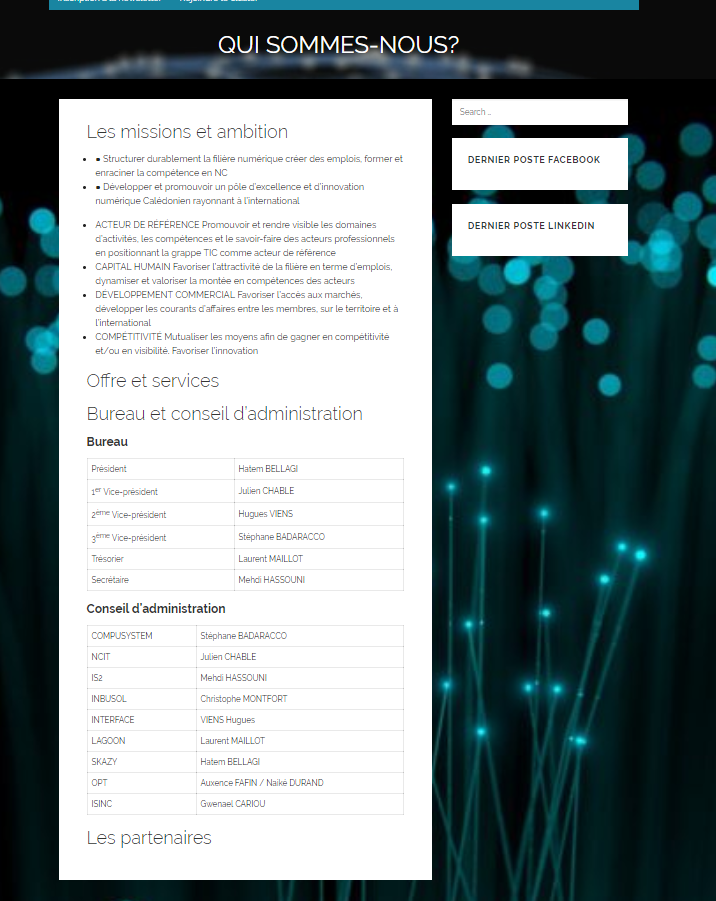 QUI SOMMES-NOUS?
Les missions et ambition
• Structurer durablement la filière numérique créer des emplois, former et
enraciner la compétence en NC
• Développer et promouvoir un pôle d'excellence et d'innovation
numérique Calédonien rayonnant à l'international
ACTEUR DE RÉFÉRENCE Promouvoir et rendre visible les domaines
d'activités, les compétences et le savoir-faire des acteurs professionnels
en positionnant la grappe TIC comme acteur de référence
CAPITAL HUMAIN Favoriser l'attractivité de la filière en terme d'emplois,
dynamiser et valoriser la montée en compétences des acteurs
DÉVELOPPEMENT COMMERCIAL Favoriser l'accès aux marchés,
développer les courants d'affaires entre les membres, sur le territoire et à
l'international
COMPÉTITIVITÉ Mutualiser les moyens afin de gagner en compétitivité
et/ou en visibilité. Favoriser l'innovation
Offre et services
Bureau et conseil d'administration
Bureau
Président Hatem BELLAGI
1er Vice-président Julien CHABLE
2ème Vice-président Hugues VIENS
3ème Vice-président Stéphane BADARACCO
Trésorier Laurent MAILLOT
Secrétaire Mehdi HASSOUNI
Conseil d'administration
COMPUSYSTEM Stéphane BADARACCO
NCIT Julien CHABLE
IS2 Mehdi HASSOUNI
INBUSOL Christophe MONTFORT
INTERFACE VIENS Hugues
LAGOON Laurent MAILLOT
SKAZY Hatem BELLAGI
OPT Auxence FAFIN / Naïké DURAND
ISINC Gwenael CARIOU
Les partenaires
Search …
DERNIER POSTE FACEBOOK
DERNIER POSTE LINKEDIN